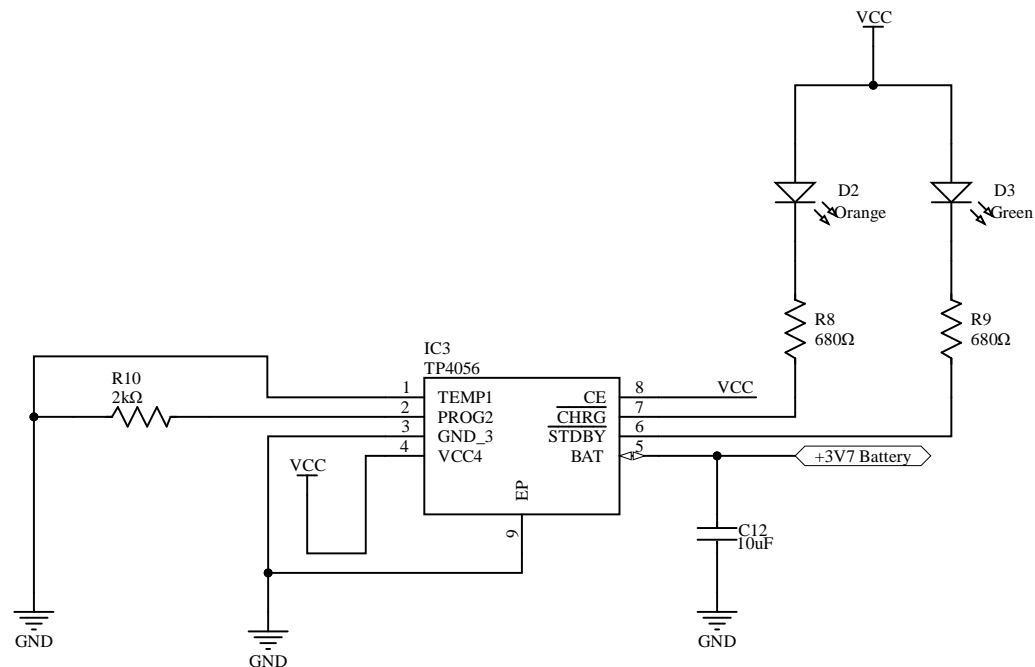 VCC
D2
Orange
D3
Green
R8
680Ω
R9
680Ω
IC3
TP4056
R10
2kΩ
1
TEMP1
2
PROG2
3
GND_3
4
VCC4
8
CE
VCC
7
CHRG
6
STDBY
5
BAT
+3V7 Battery
VCC
EP
9
C12
10uF
GND
GND
GND